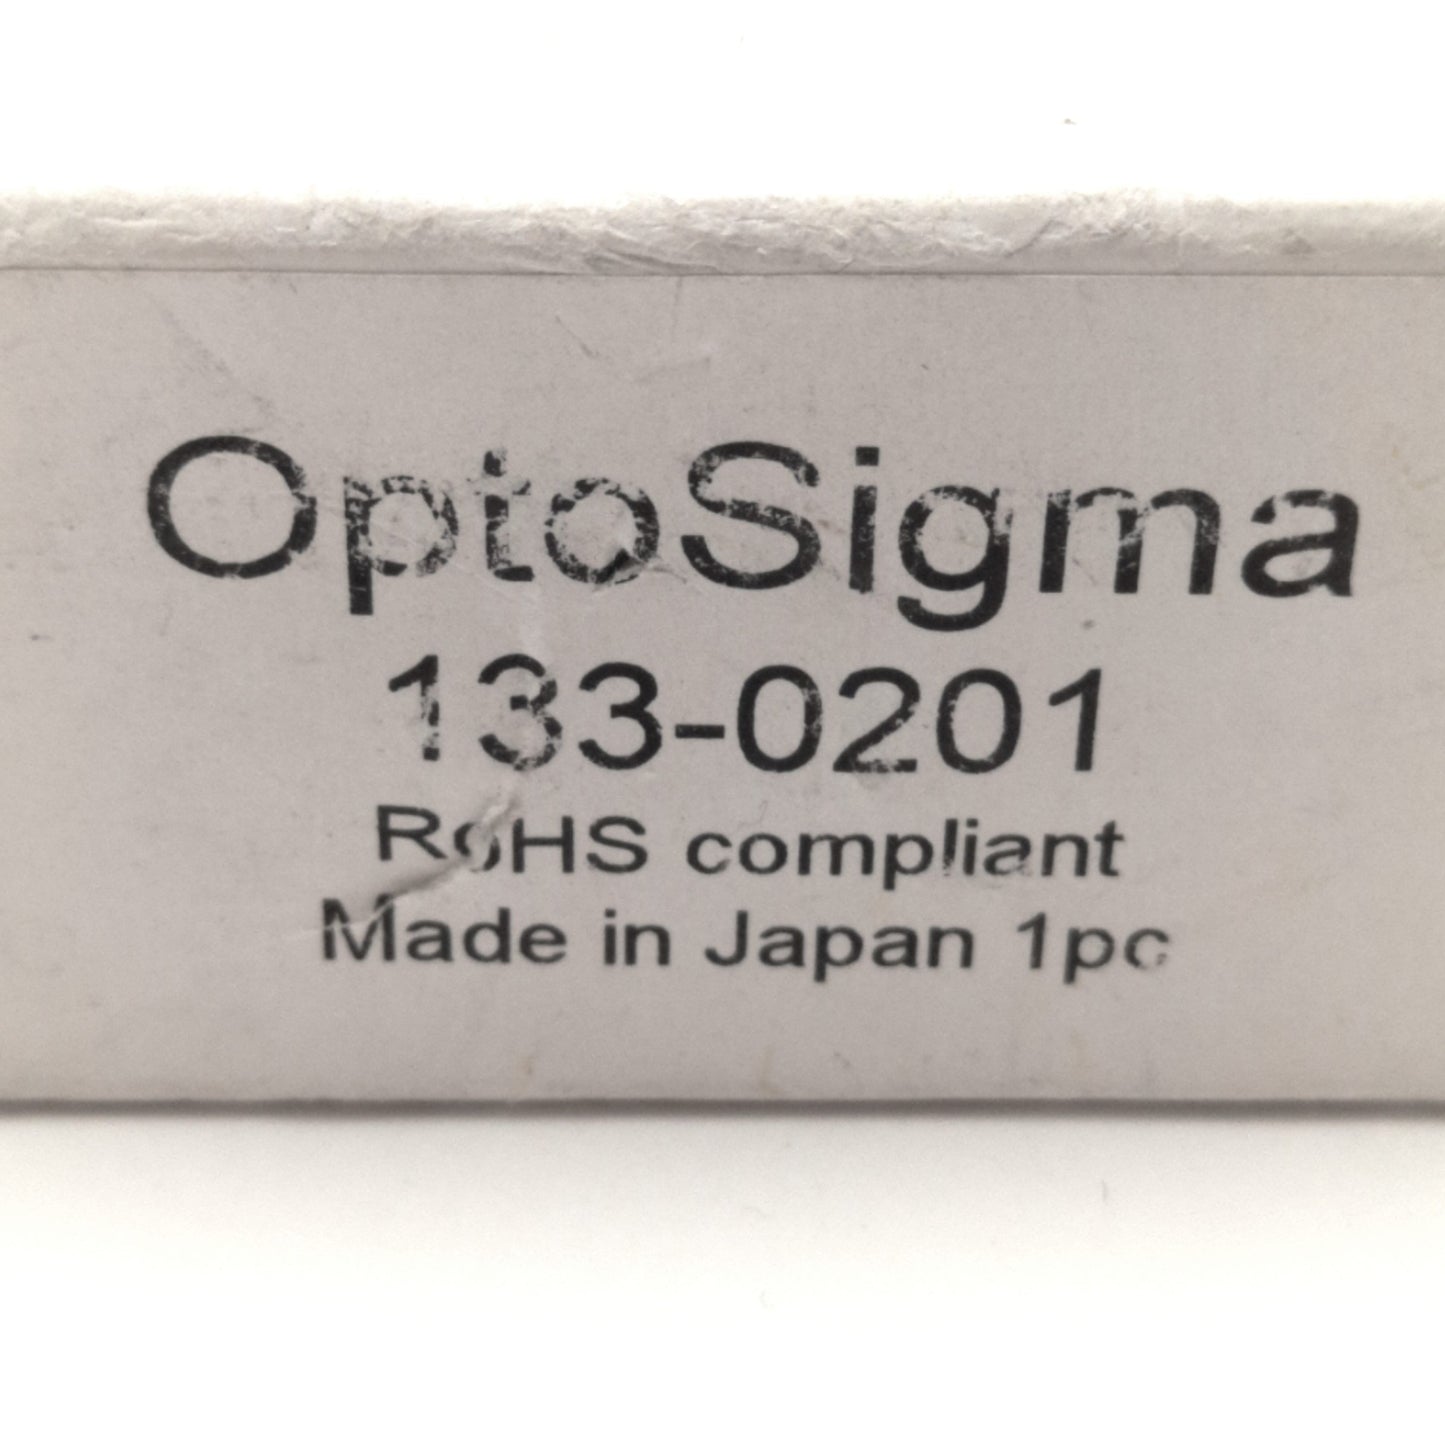 OptoSigma
133-0201
RoHS compliant
Made in Japan 1pc